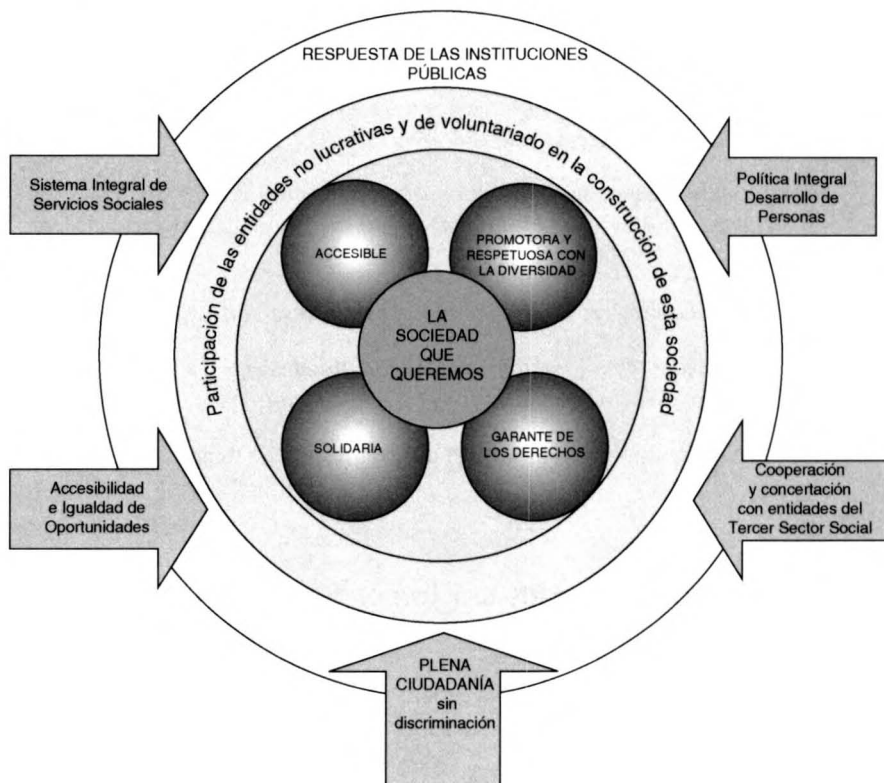 RESPUESTA DE LAS INSTITUCIONES
PÚBLICAS
Participación de las entidades no lucrativas y de voluntariado en la construcción de esta sociedad
Sistema Integral de
Servicios Sociales
Política Integral
Desarrollo de
Personas
ACCESIBLE
PROMOTORA Y
RESPETUOSA CON
LA DIVERSIDAD
LA
SOCIEDAD
QUE
QUEREMOS
SOLIDARIA
GARANTE DE
LOS DERECHOS
Accesibilidad
e Igualdad de
Oportunidades
Cooperación
y concertación
con entidades del
Tercer Sector Social
PLENA
CIUDADANÍA
sin
discriminación